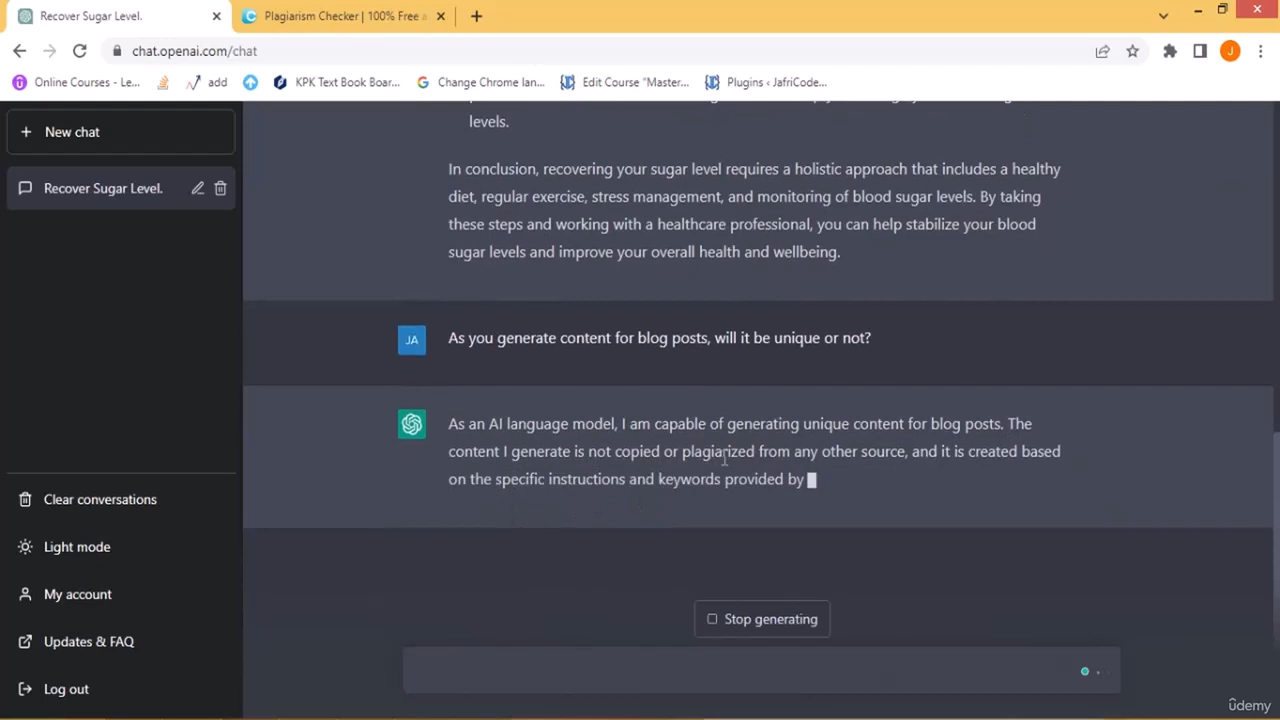 Recover Sugar Level.
Plagiarism Checker | 100% Free a
chat.openai.com/chat
J
Online Courses - Le...
add
KPK Text Book Boar...
Change Chrome lan...
Edit Course “Master...
Plugins ‹ JafriCode...
New chat
Recover Sugar Level.
levels.
In conclusion, recovering your sugar level requires a holistic approach that includes a healthy
diet, regular exercise, stress management, and monitoring of blood sugar levels. By taking
these steps and working with a healthcare professional, you can help stabilize your blood
sugar levels and improve your overall health and wellbeing.
JA
As you generate content for blog posts, will it be unique or not?
As an AI language model, I am capable of generating unique content for blog posts. The
content I generate is not copied or plagiarized from any other source, and it is created based
on the specific instructions and keywords provided by
Clear conversations
Light mode
My account
Updates & FAQ
Log out
Stop generating
ûdemy